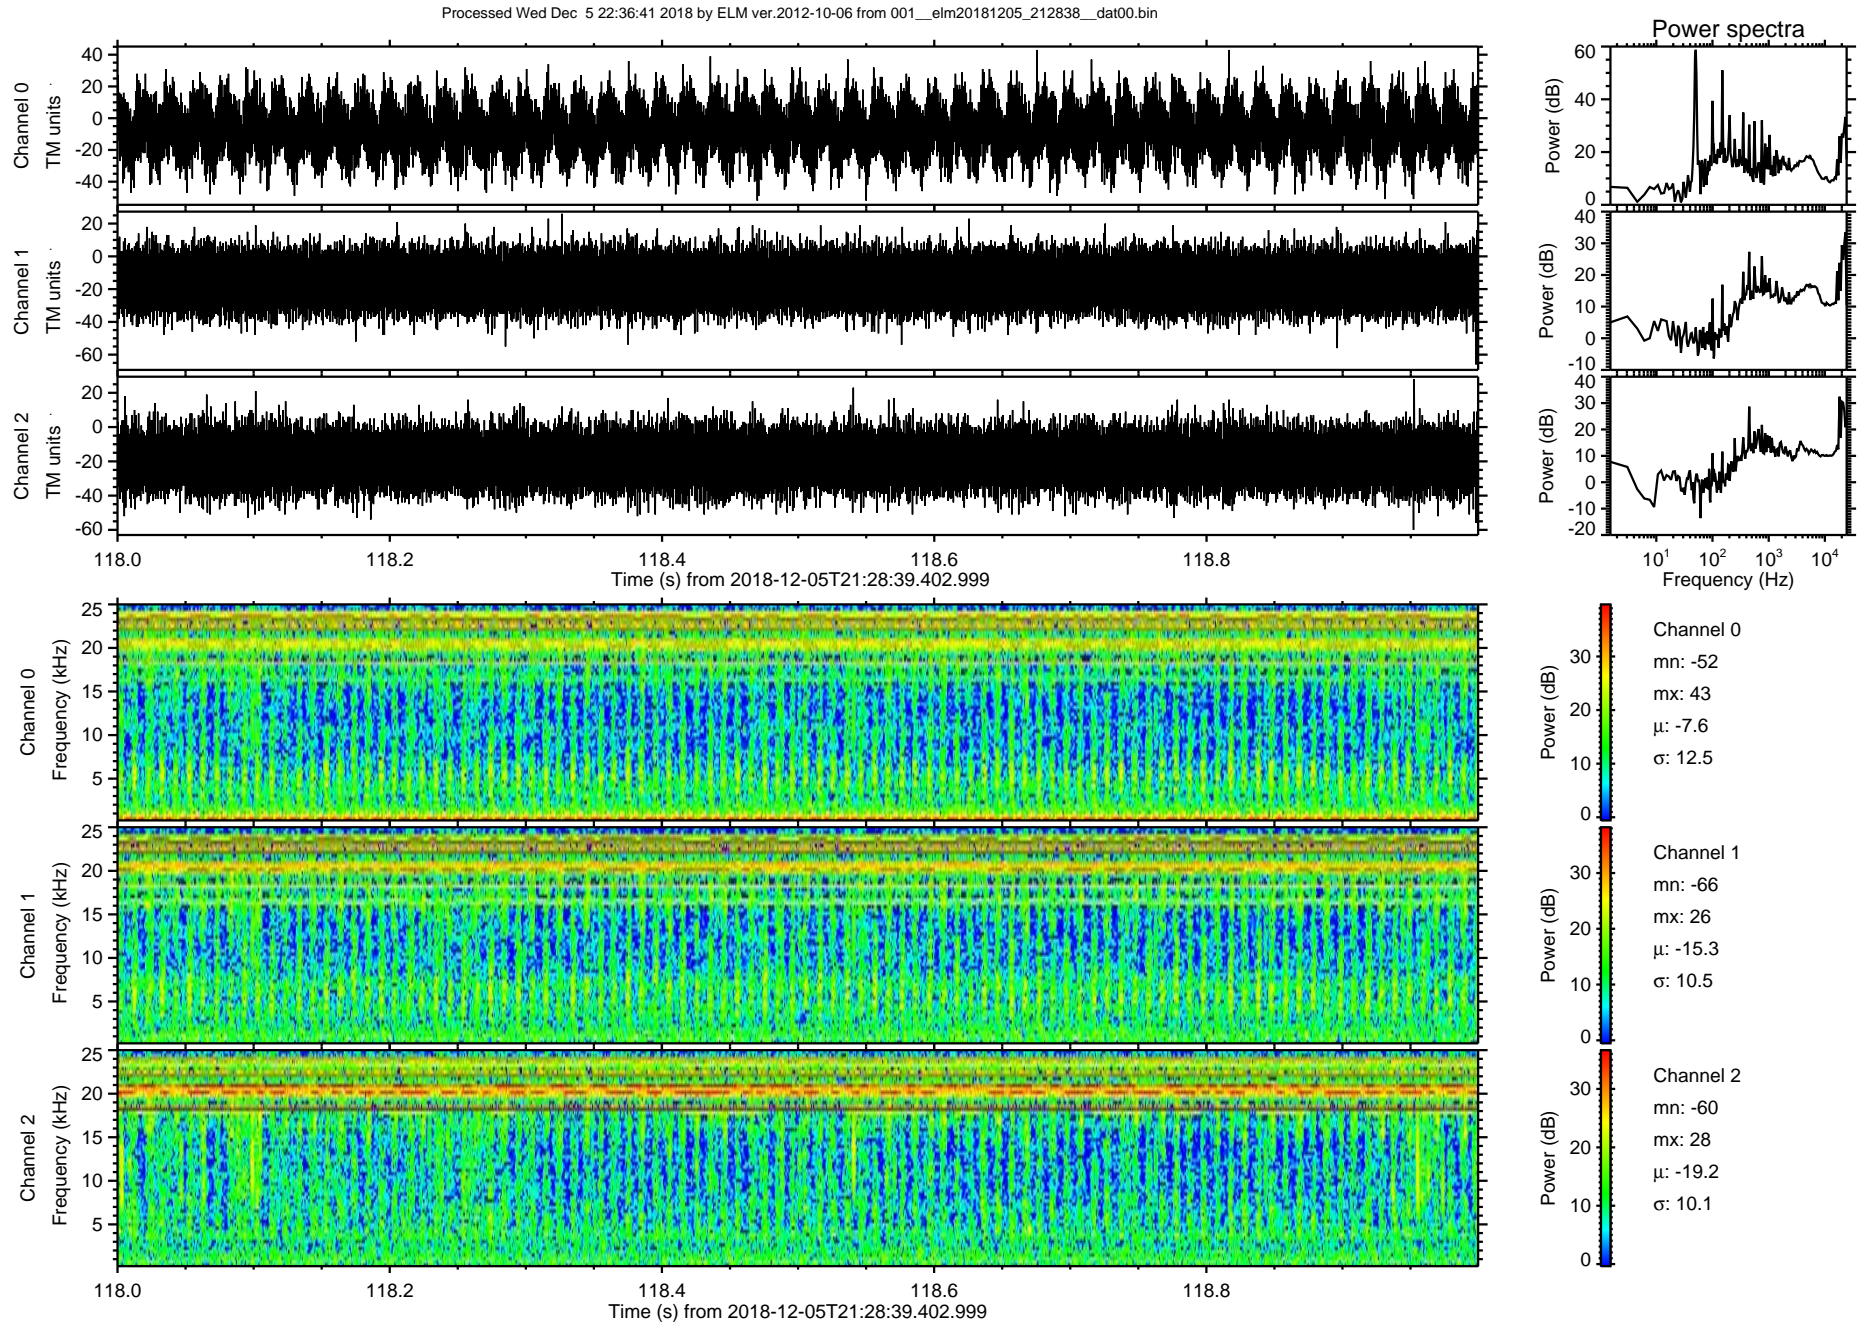 Processed Wed Dec  5 22:36:41 2018 by ELM ver.2012-10-06 from 001__elm20181205_212838__dat00.bin
Power spectra
Channel 0
TM units
40
20
0
-20
-40
Power (dB)
60
40
20
0
Channel 1
TM units
20
0
-20
-40
-60
Power (dB)
40
30
20
10
0
-10
Channel 2
TM units
20
0
-20
-40
-60
Power (dB)
40
30
20
10
0
-10
-20
118.0 118.2 118.4 118.6 118.8
Time (s) from 2018-12-05T21:28:39.402.999
10^1 10^2 10^3 10^4
Frequency (Hz)
Channel 0
Frequency (kHz)
25
20
15
10
5
Power (dB)
30
20
10
0
Channel 0
mn: -52
mx: 43
μ: -7.6
σ: 12.5
Channel 1
Frequency (kHz)
25
20
15
10
5
Power (dB)
30
20
10
0
Channel 1
mn: -66
mx: 26
μ: -15.3
σ: 10.5
Channel 2
Frequency (kHz)
25
20
15
10
5
Power (dB)
30
20
10
0
Channel 2
mn: -60
mx: 28
μ: -19.2
σ: 10.1
118.0 118.2 118.4 118.6 118.8
Time (s) from 2018-12-05T21:28:39.402.999